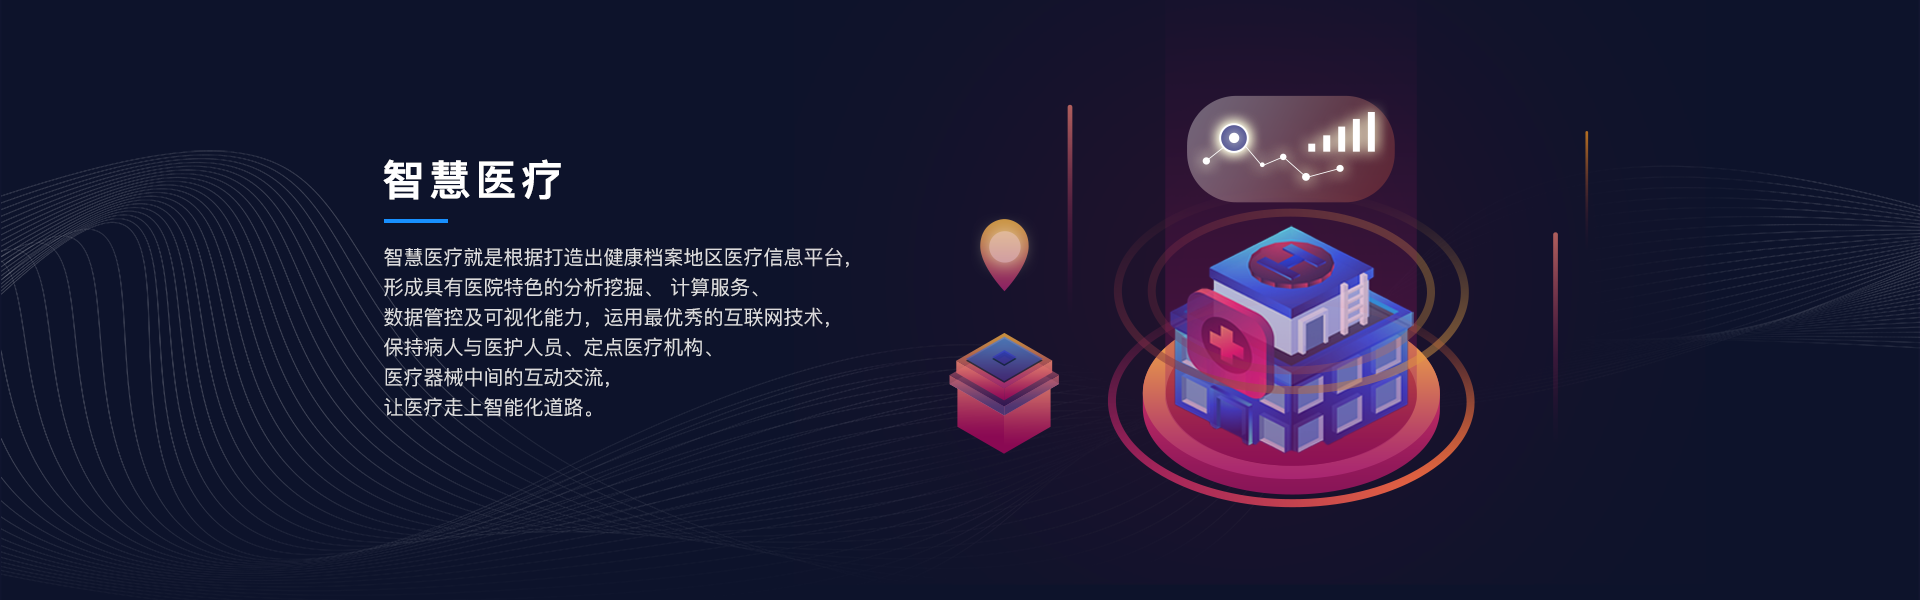 智慧医疗
智慧医疗就是根据打造出健康档案地区医疗信息平台，
形成具有医院特色的分析挖掘、 计算服务、
数据管控及可视化能力，运用最优秀的互联网技术，
保持病人与医护人员、定点医疗机构、
医疗器械中间的互动交流，
让医疗走上智能化道路。